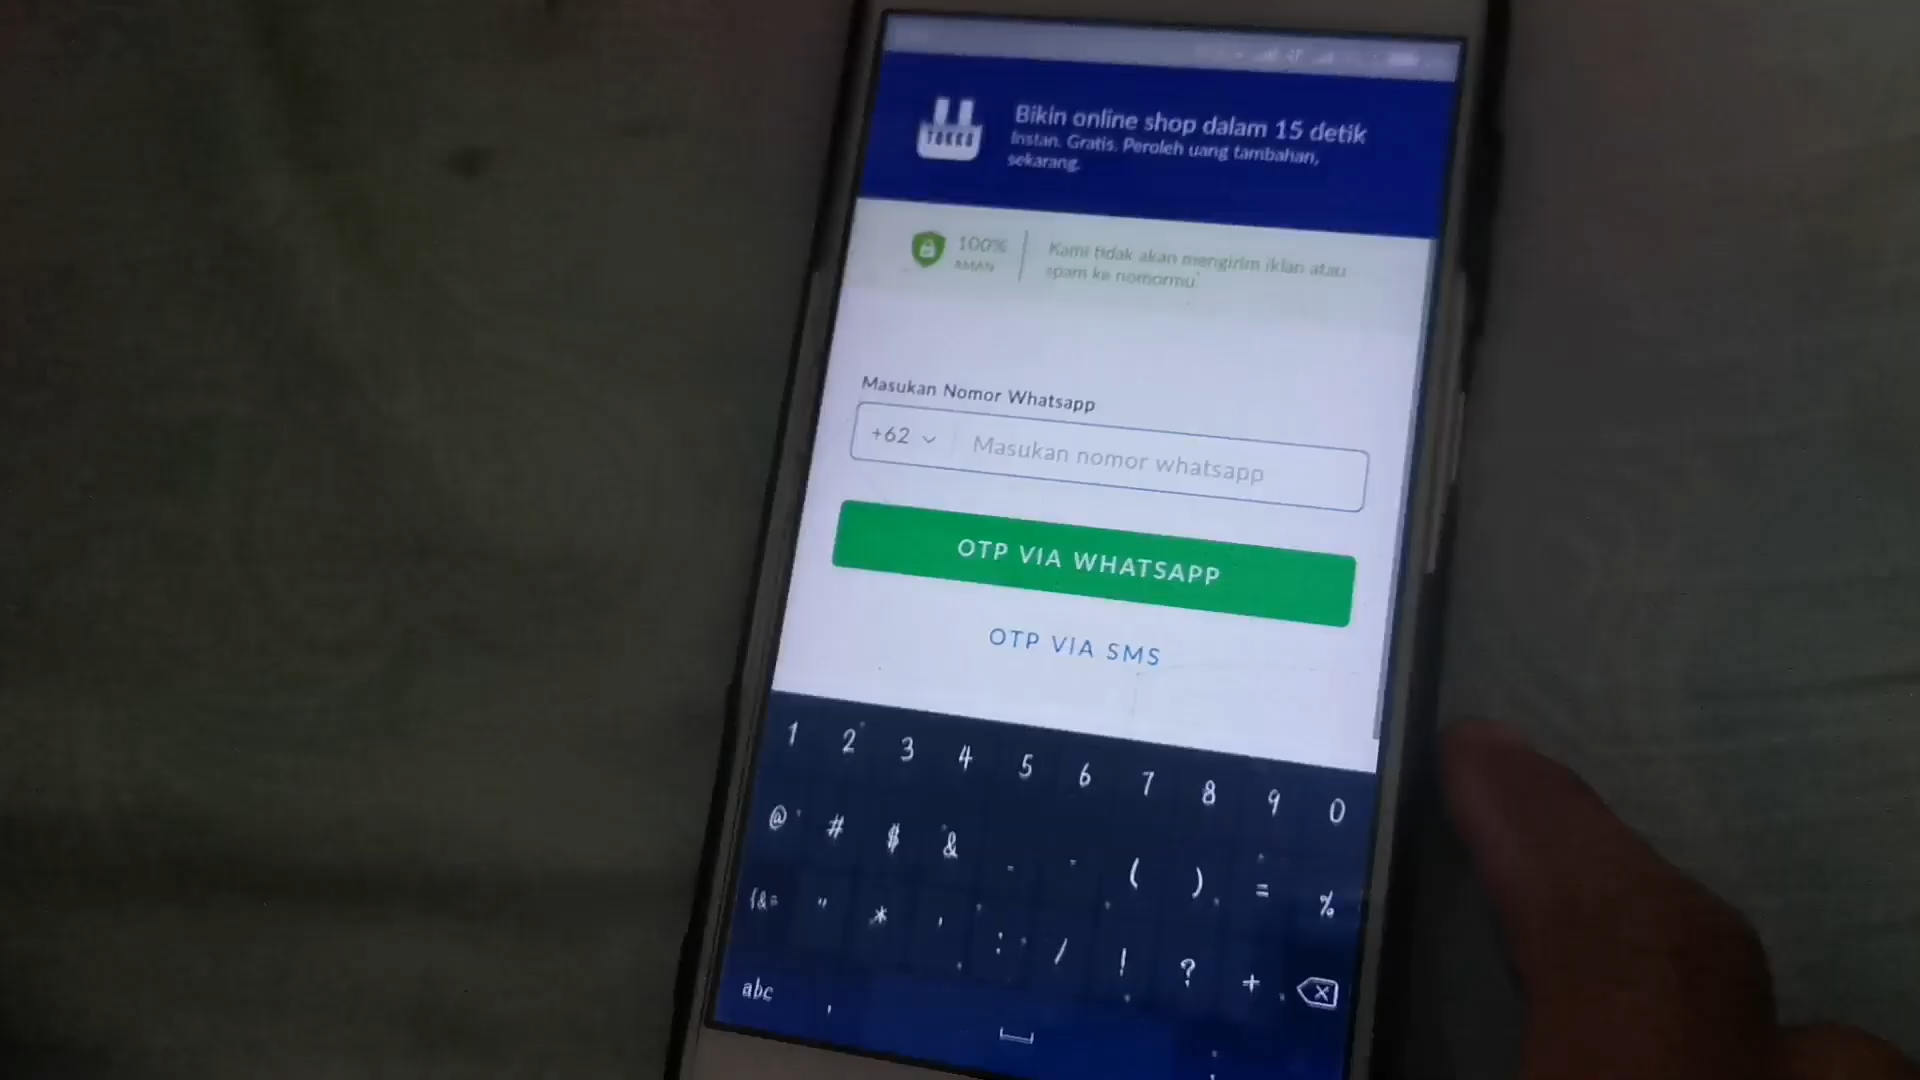 TOKKO
Bikin online shop dalam 15 detik
Instan. Gratis. Peroleh uang tambahan,
sekarang.
100%
AMAN
Kami tidak akan mengirim iklan atau
spam ke nomormu
Masukan Nomor Whatsapp
+62
Masukan nomor whatsapp
OTP VIA WHATSAPP
OTP VIA SMS
1 2 3 4 5 6 7 8 9 0
@ # $ & _ - ( ) = %
{&= " * ' : / ! ? +
abc , .